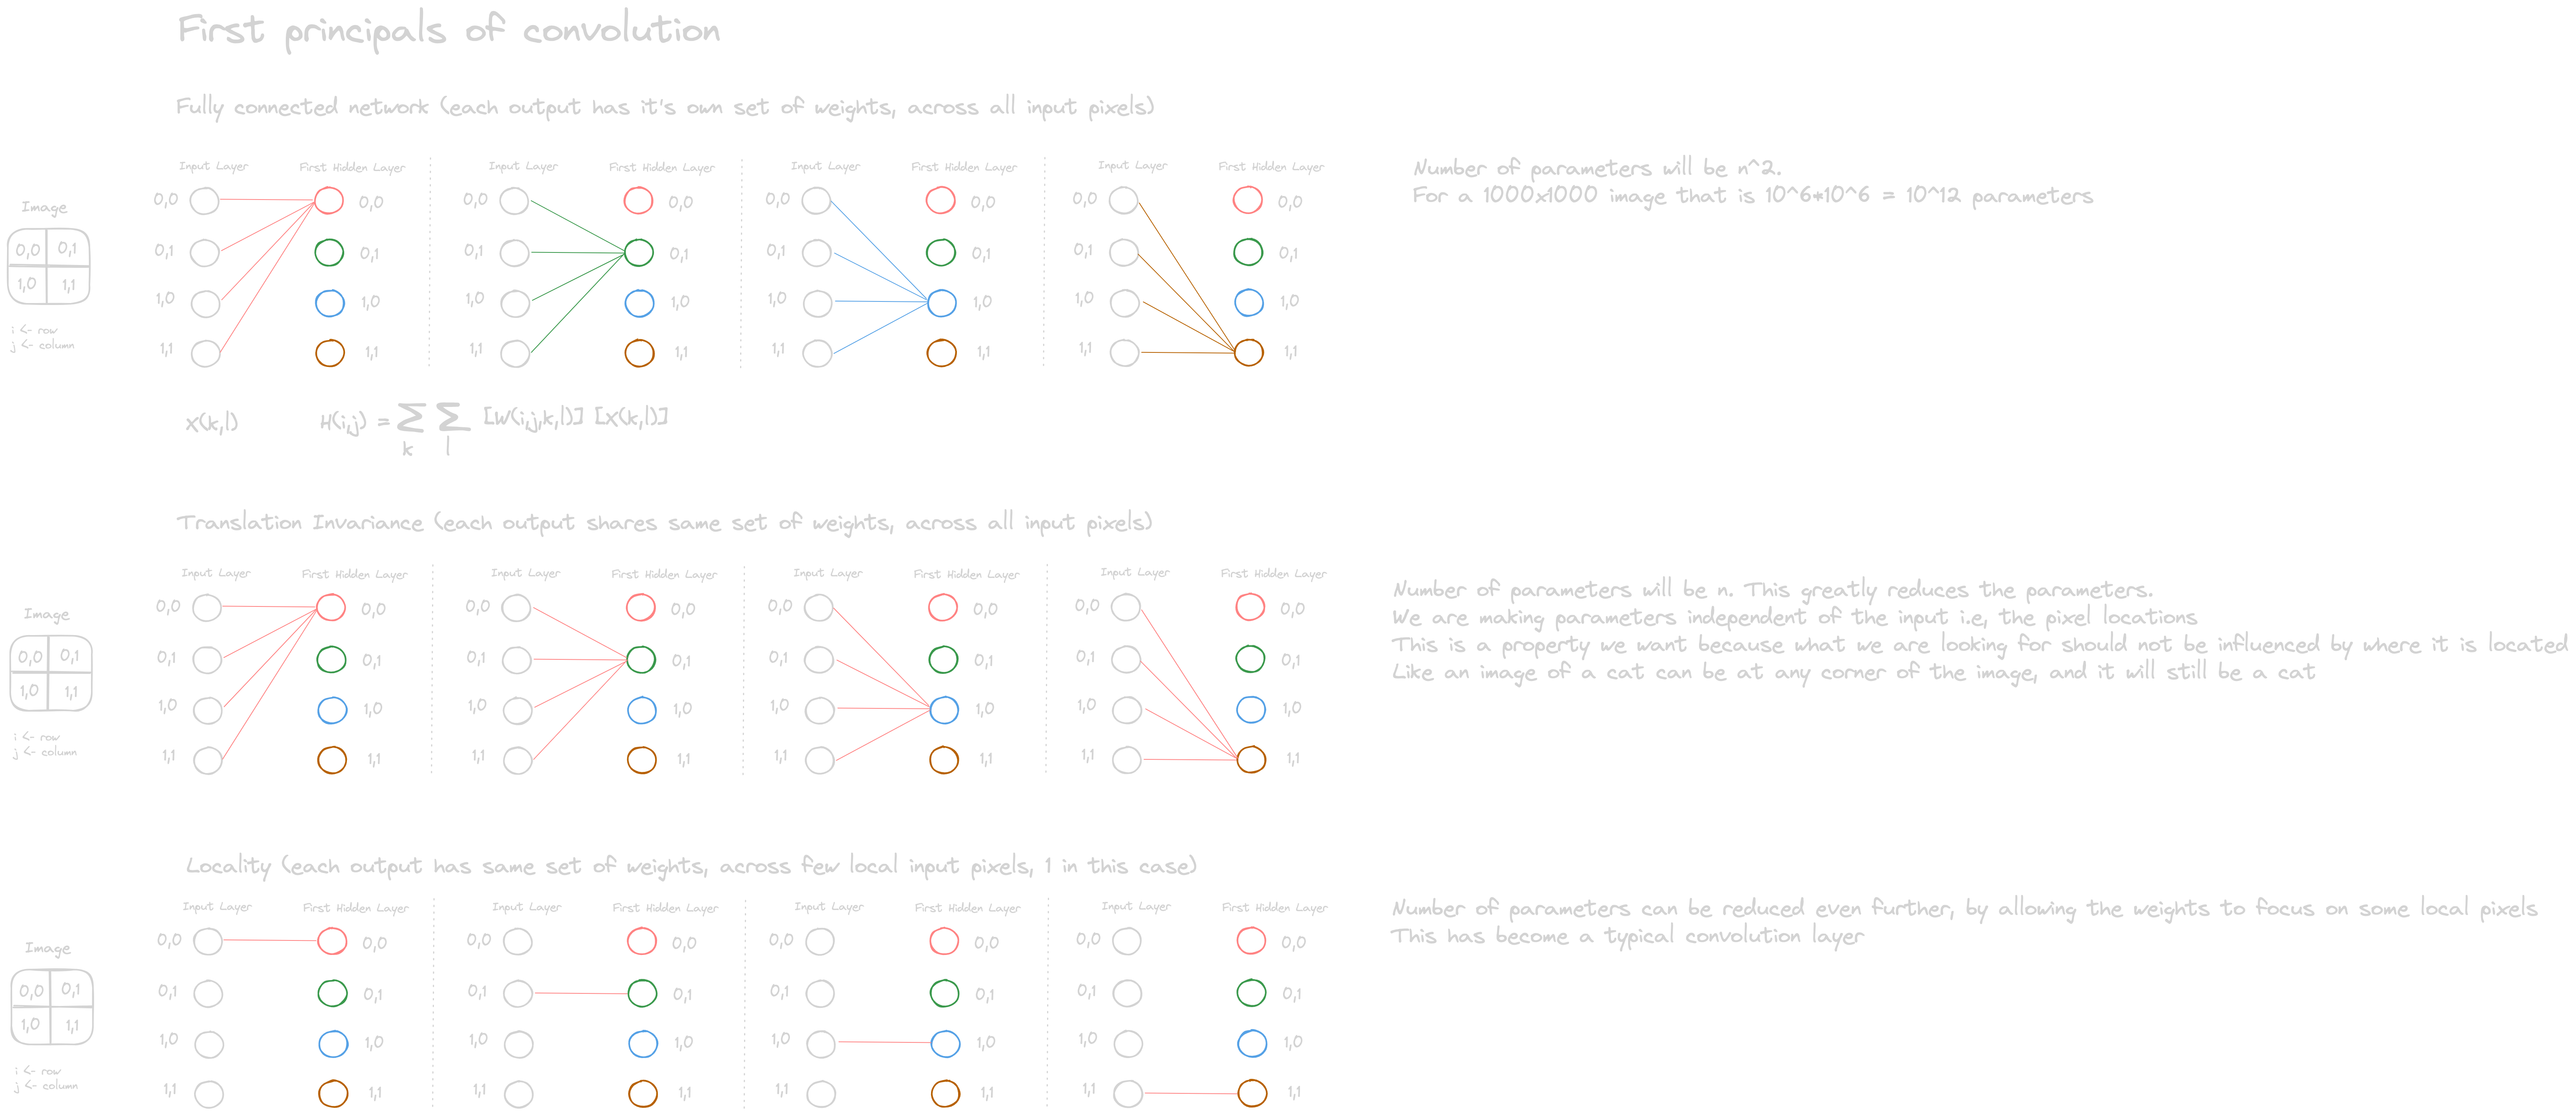 First principals of convolution
Fully connected network (each output has it's own set of weights, across all input pixels)
Input Layer First Hidden Layer Input Layer First Hidden Layer Input Layer First Hidden Layer Input Layer First Hidden Layer
Number of parameters will be n^2.
For a 1000x1000 image that is 10^6*10^6 = 10^12 parameters
Image
0,0 0,1
1,0 1,1
i <- row
j <- column
0,0 0,0 0,0 0,0 0,0 0,0 0,0 0,0
0,1 0,1 0,1 0,1 0,1 0,1 0,1 0,1
1,0 1,0 1,0 1,0 1,0 1,0 1,0 1,0
1,1 1,1 1,1 1,1 1,1 1,1 1,1 1,1
X(k,l) H(i,j) = ∑ ∑ [W(i,j,k,l)] [X(k,l)]
k l
Translation Invariance (each output shares same set of weights, across all input pixels)
Input Layer First Hidden Layer Input Layer First Hidden Layer Input Layer First Hidden Layer Input Layer First Hidden Layer
Number of parameters will be n. This greatly reduces the parameters.
We are making parameters independent of the input i.e, the pixel locations
This is a property we want because what we are looking for should not be influenced by where it is located
Like an image of a cat can be at any corner of the image, and it will still be a cat
Image
0,0 0,1
1,0 1,1
i <- row
j <- column
0,0 0,0 0,0 0,0 0,0 0,0 0,0 0,0
0,1 0,1 0,1 0,1 0,1 0,1 0,1 0,1
1,0 1,0 1,0 1,0 1,0 1,0 1,0 1,0
1,1 1,1 1,1 1,1 1,1 1,1 1,1 1,1
Locality (each output has same set of weights, across few local input pixels, 1 in this case)
Input Layer First Hidden Layer Input Layer First Hidden Layer Input Layer First Hidden Layer Input Layer First Hidden Layer
Number of parameters can be reduced even further, by allowing the weights to focus on some local pixels
This has become a typical convolution layer
Image
0,0 0,1
1,0 1,1
i <- row
j <- column
0,0 0,0 0,0 0,0 0,0 0,0 0,0 0,0
0,1 0,1 0,1 0,1 0,1 0,1 0,1 0,1
1,0 1,0 1,0 1,0 1,0 1,0 1,0 1,0
1,1 1,1 1,1 1,1 1,1 1,1 1,1 1,1